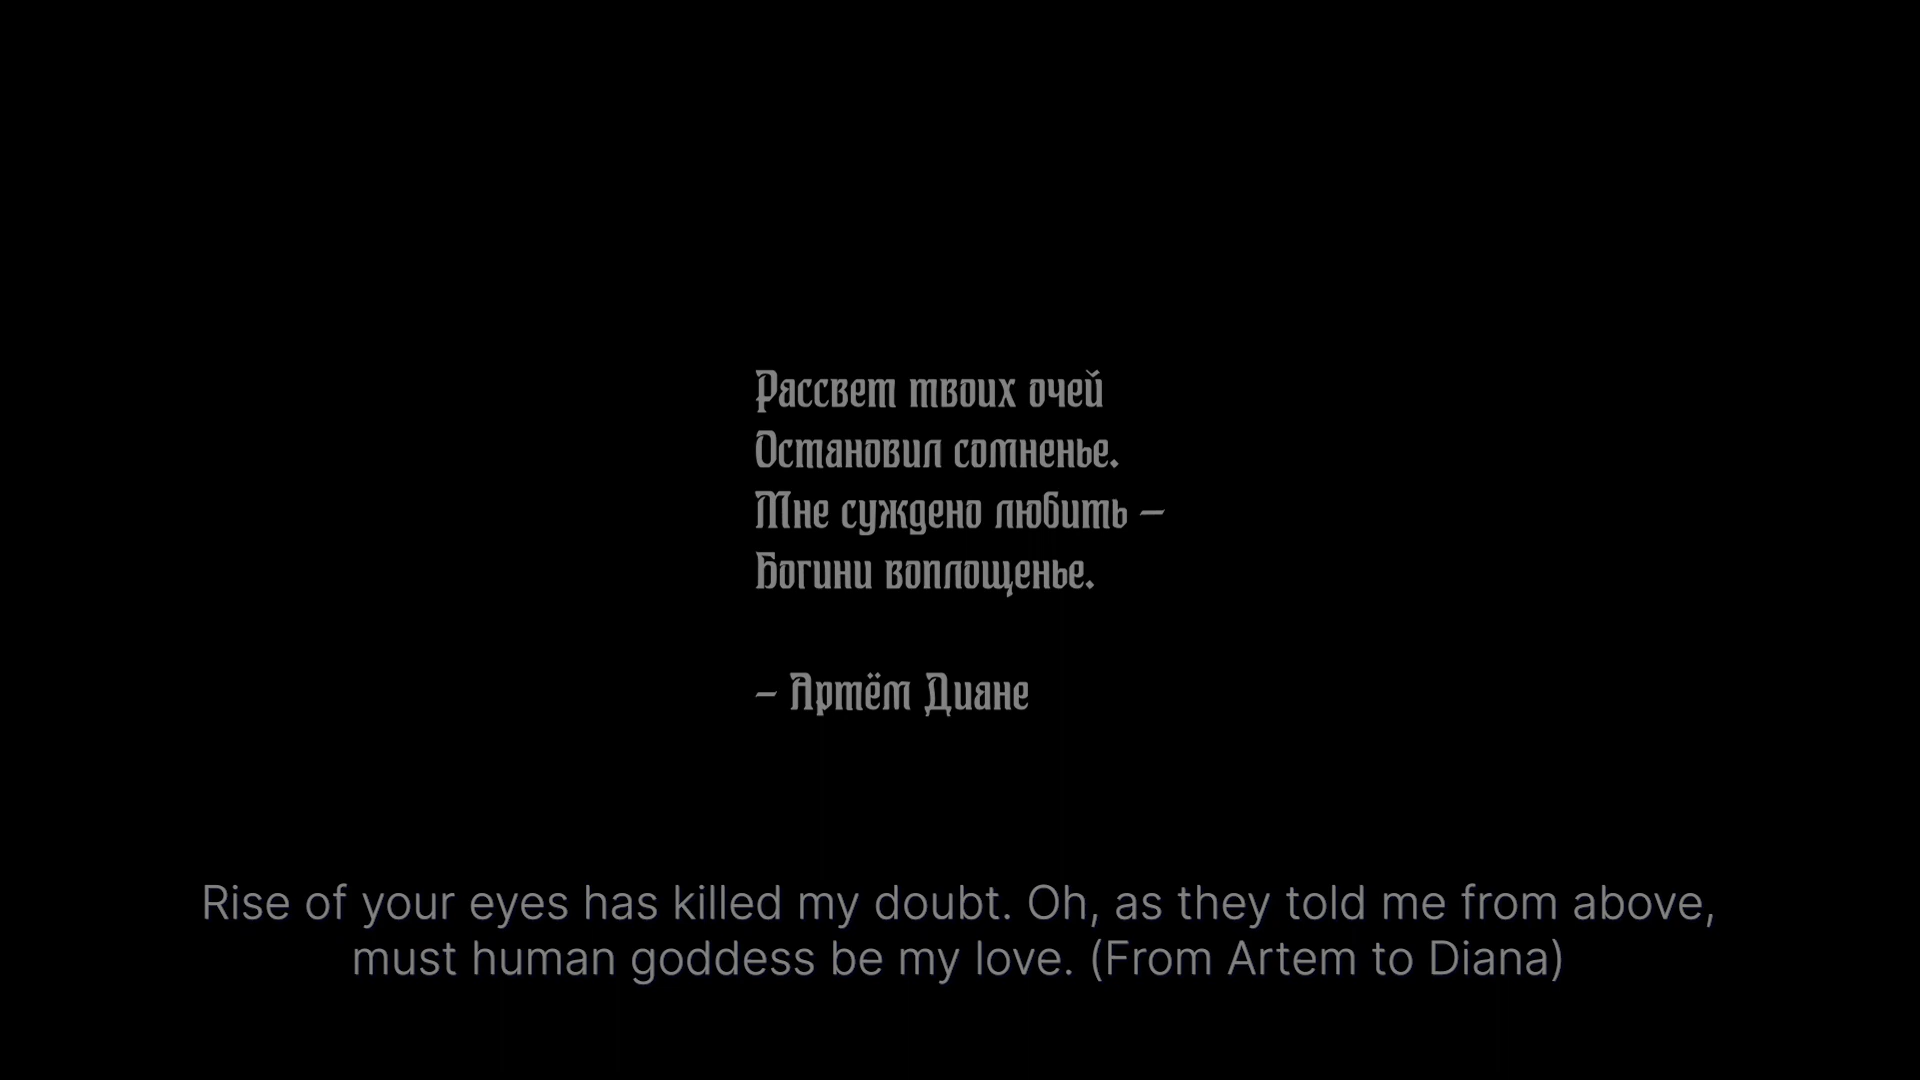 Рассвет твоих очей
Остановил сомненье.
Мне суждено любить –
Богини воплощенье.
– Артём Диане
Rise of your eyes has killed my doubt. Oh, as they told me from above,
must human goddess be my love. (From Artem to Diana)